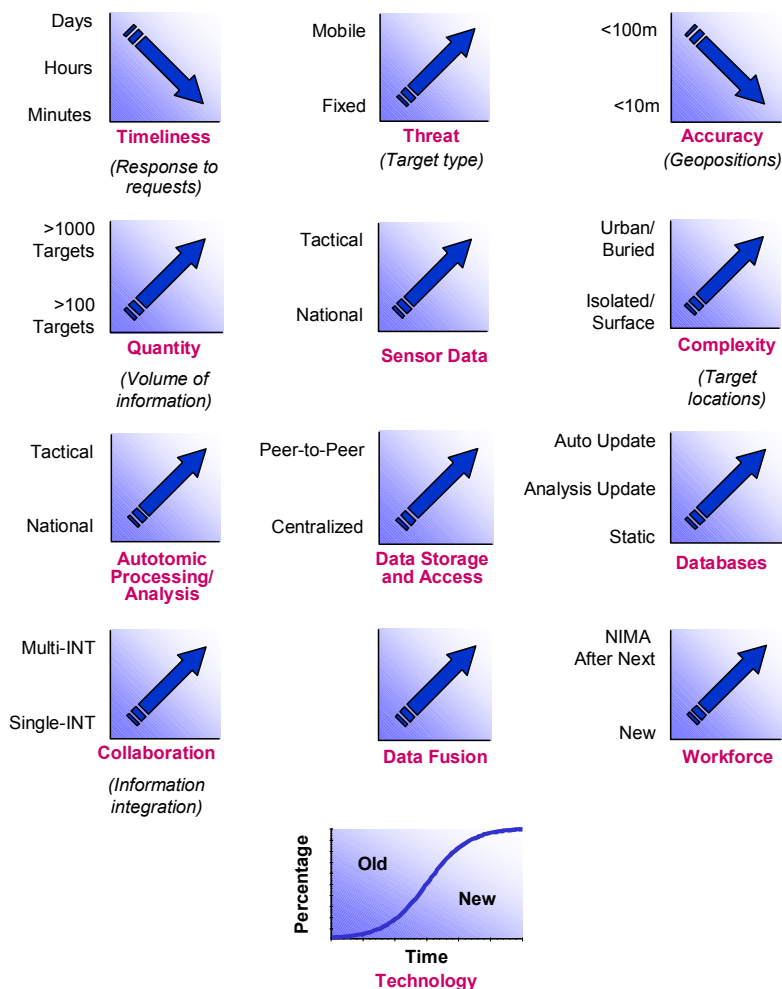 Days
Hours
Minutes
Timeliness
(Response to
requests)
Mobile
Fixed
Threat
(Target type)
<100m
<10m
Accuracy
(Geopositions)
>1000
Targets
>100
Targets
Quantity
(Volume of
information)
Tactical
National
Sensor Data
Urban/
Buried
Isolated/
Surface
Complexity
(Target
locations)
Tactical
National
Autotomic
Processing/
Analysis
Peer-to-Peer
Centralized
Data Storage
and Access
Auto Update
Analysis Update
Static
Databases
Multi-INT
Single-INT
Collaboration
(Information
integration)
Data Fusion
NIMA
After Next
New
Workforce
Percentage
Old
New
Time
Technology